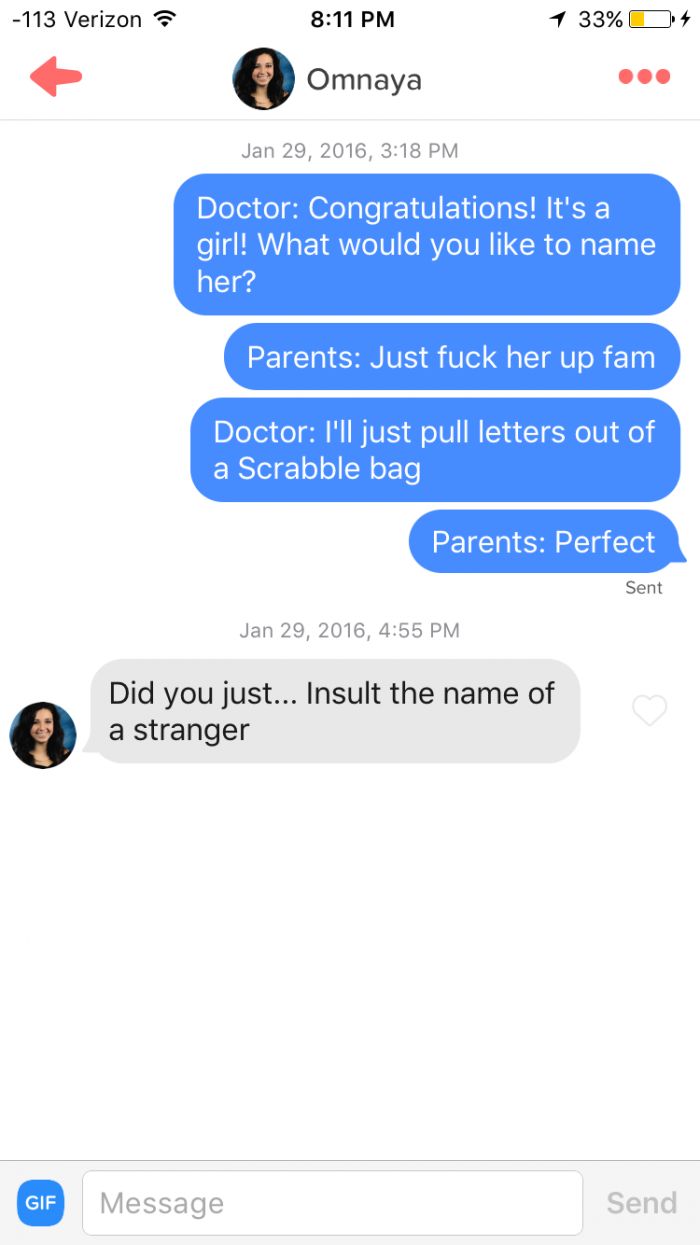 -113 Verizon 8:11 PM 33%
Omnaya
Jan 29, 2016, 3:18 PM
Doctor: Congratulations! It's a
girl! What would you like to name
her?
Parents: Just fuck her up fam
Doctor: I'll just pull letters out of
a Scrabble bag
Parents: Perfect
Sent
Jan 29, 2016, 4:55 PM
Did you just... Insult the name of
a stranger
GIF Message Send